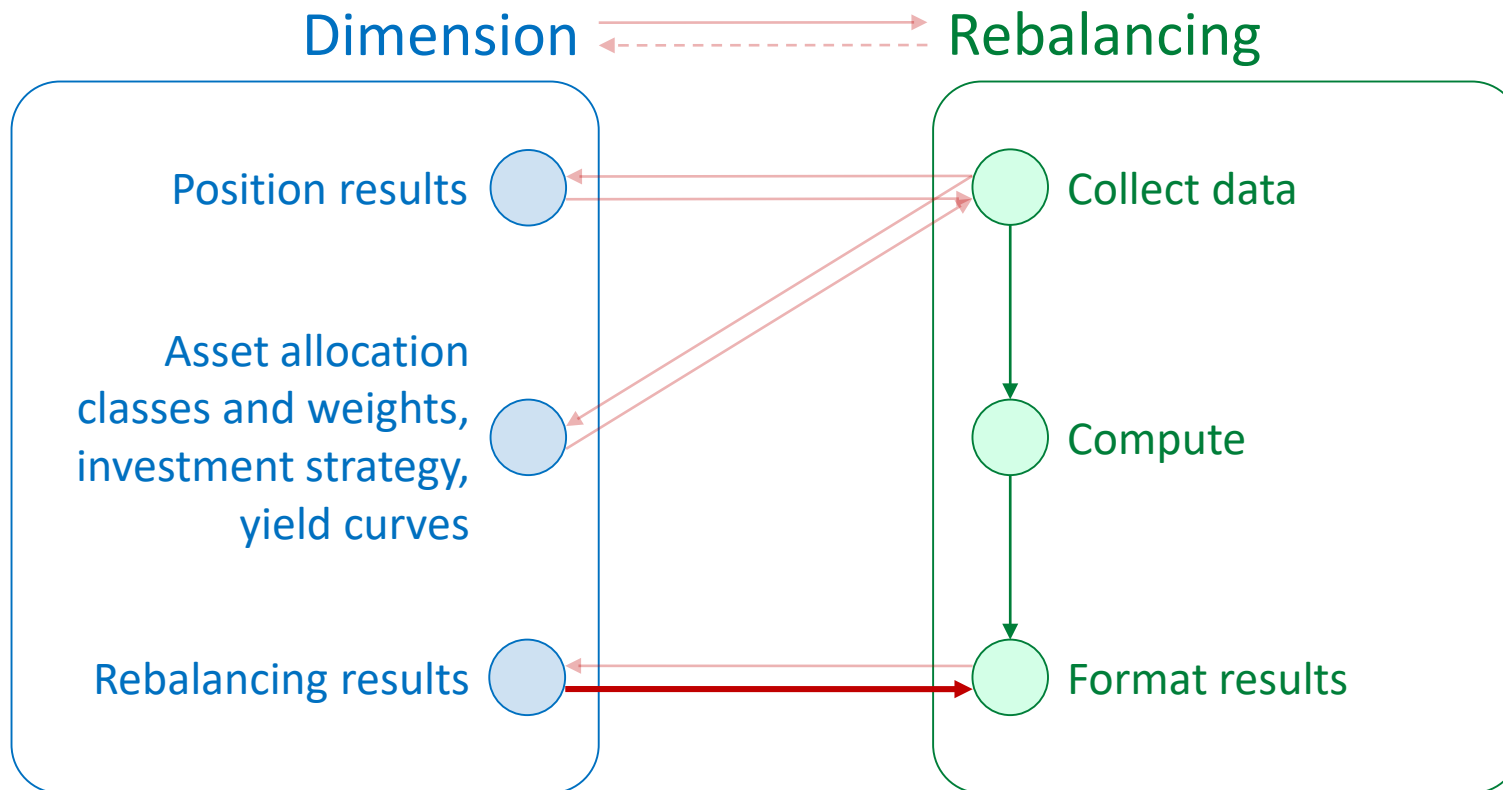 Dimension
Rebalancing
Position results
Collect data
Asset allocation
classes and weights,
investment strategy,
yield curves
Compute
Rebalancing results
Format results